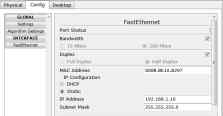 Physical Config Desktop
GLOBAL
Settings
Algorithm Settings
INTERFACE
FastEthernet
FastEthernet
Port Status
Bandwidth
10 Mbps 100 Mbps
Duplex
Full Duplex Half Duplex
MAC Address
IP Configuration
DHCP
Static
IP Address 192.168.1.10
Subnet Mask 255.255.255.0